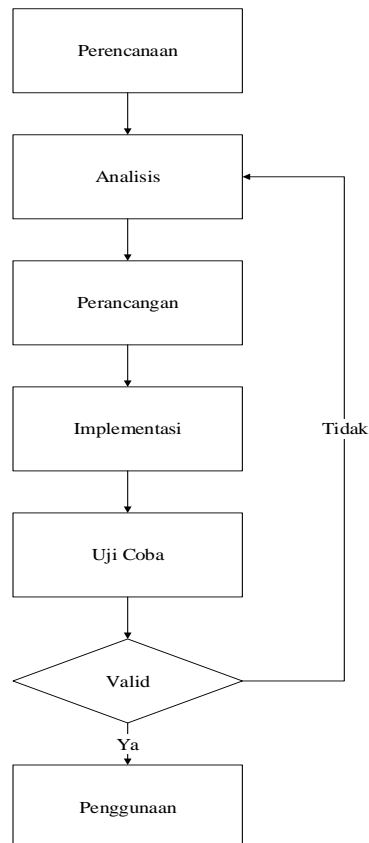 Perencanaan
Analisis
Perancangan
Implementasi
Tidak
Uji Coba
Valid
Ya
Penggunaan